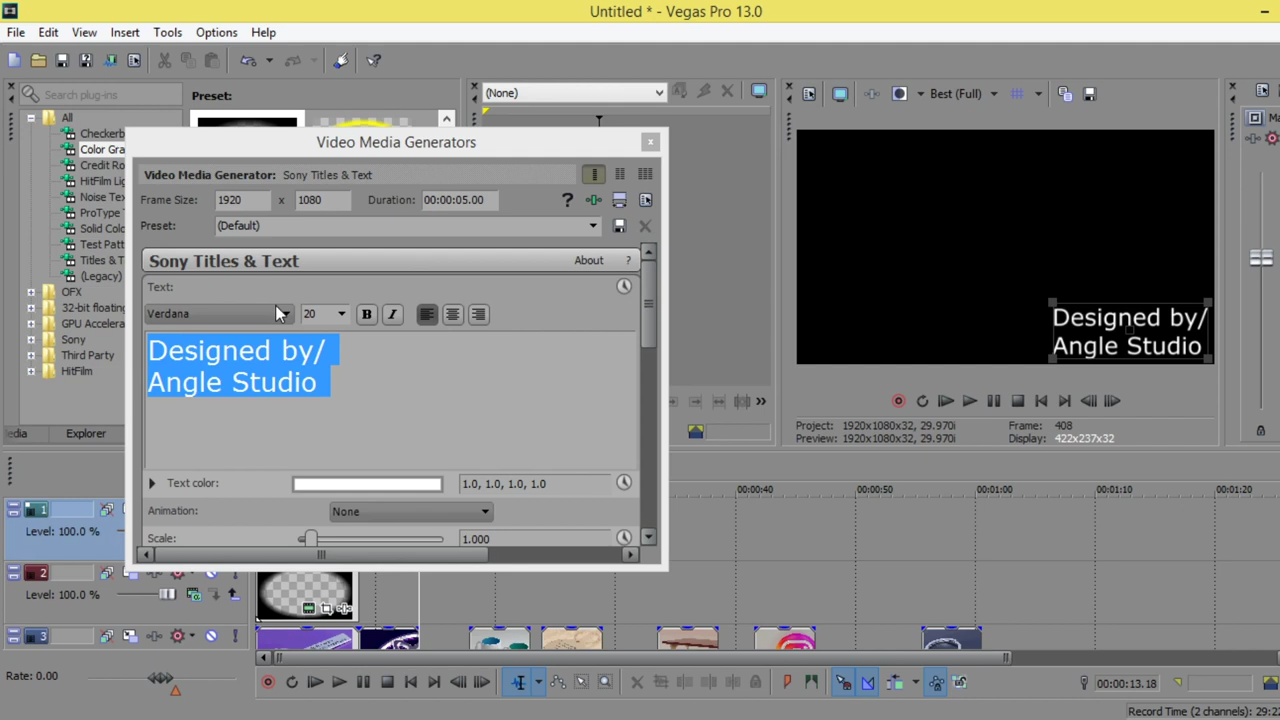 Untitled * - Vegas Pro 13.0
File Edit View Insert Tools Options Help
Search plug-ins
Preset:
(None)
Best (Full)
All
Checkerb
Color Gra
Credit Ro
HitFilm Lig
Noise Tex
ProType T
Solid Colo
Test Patt
Titles & T
(Legacy)
OFX
32-bit floating
GPU Accelera
Sony
Third Party
HitFilm
edia Explorer
Video Media Generators
Video Media Generator: Sony Titles & Text
Frame Size: 1920 x 1080 Duration: 00:00:05.00
Preset: (Default)
Sony Titles & Text About ?
Text:
Verdana 20 B I
Designed by/
Angle Studio
Text color: 1.0, 1.0, 1.0, 1.0
Animation: None
Scale: 1.000
Designed by/
Angle Studio
Project: 1920x1080x32, 29.970i Frame: 408
Preview: 1920x1080x32, 29.970i Display: 422x237x32
Ma
00:00:40 00:00:50 00:01:00 00:01:10 00:01:20
1
Level: 100.0 %
2
Level: 100.0 %
3
Rate: 0.00
00:00:13.18
Record Time (2 channels): 29:22